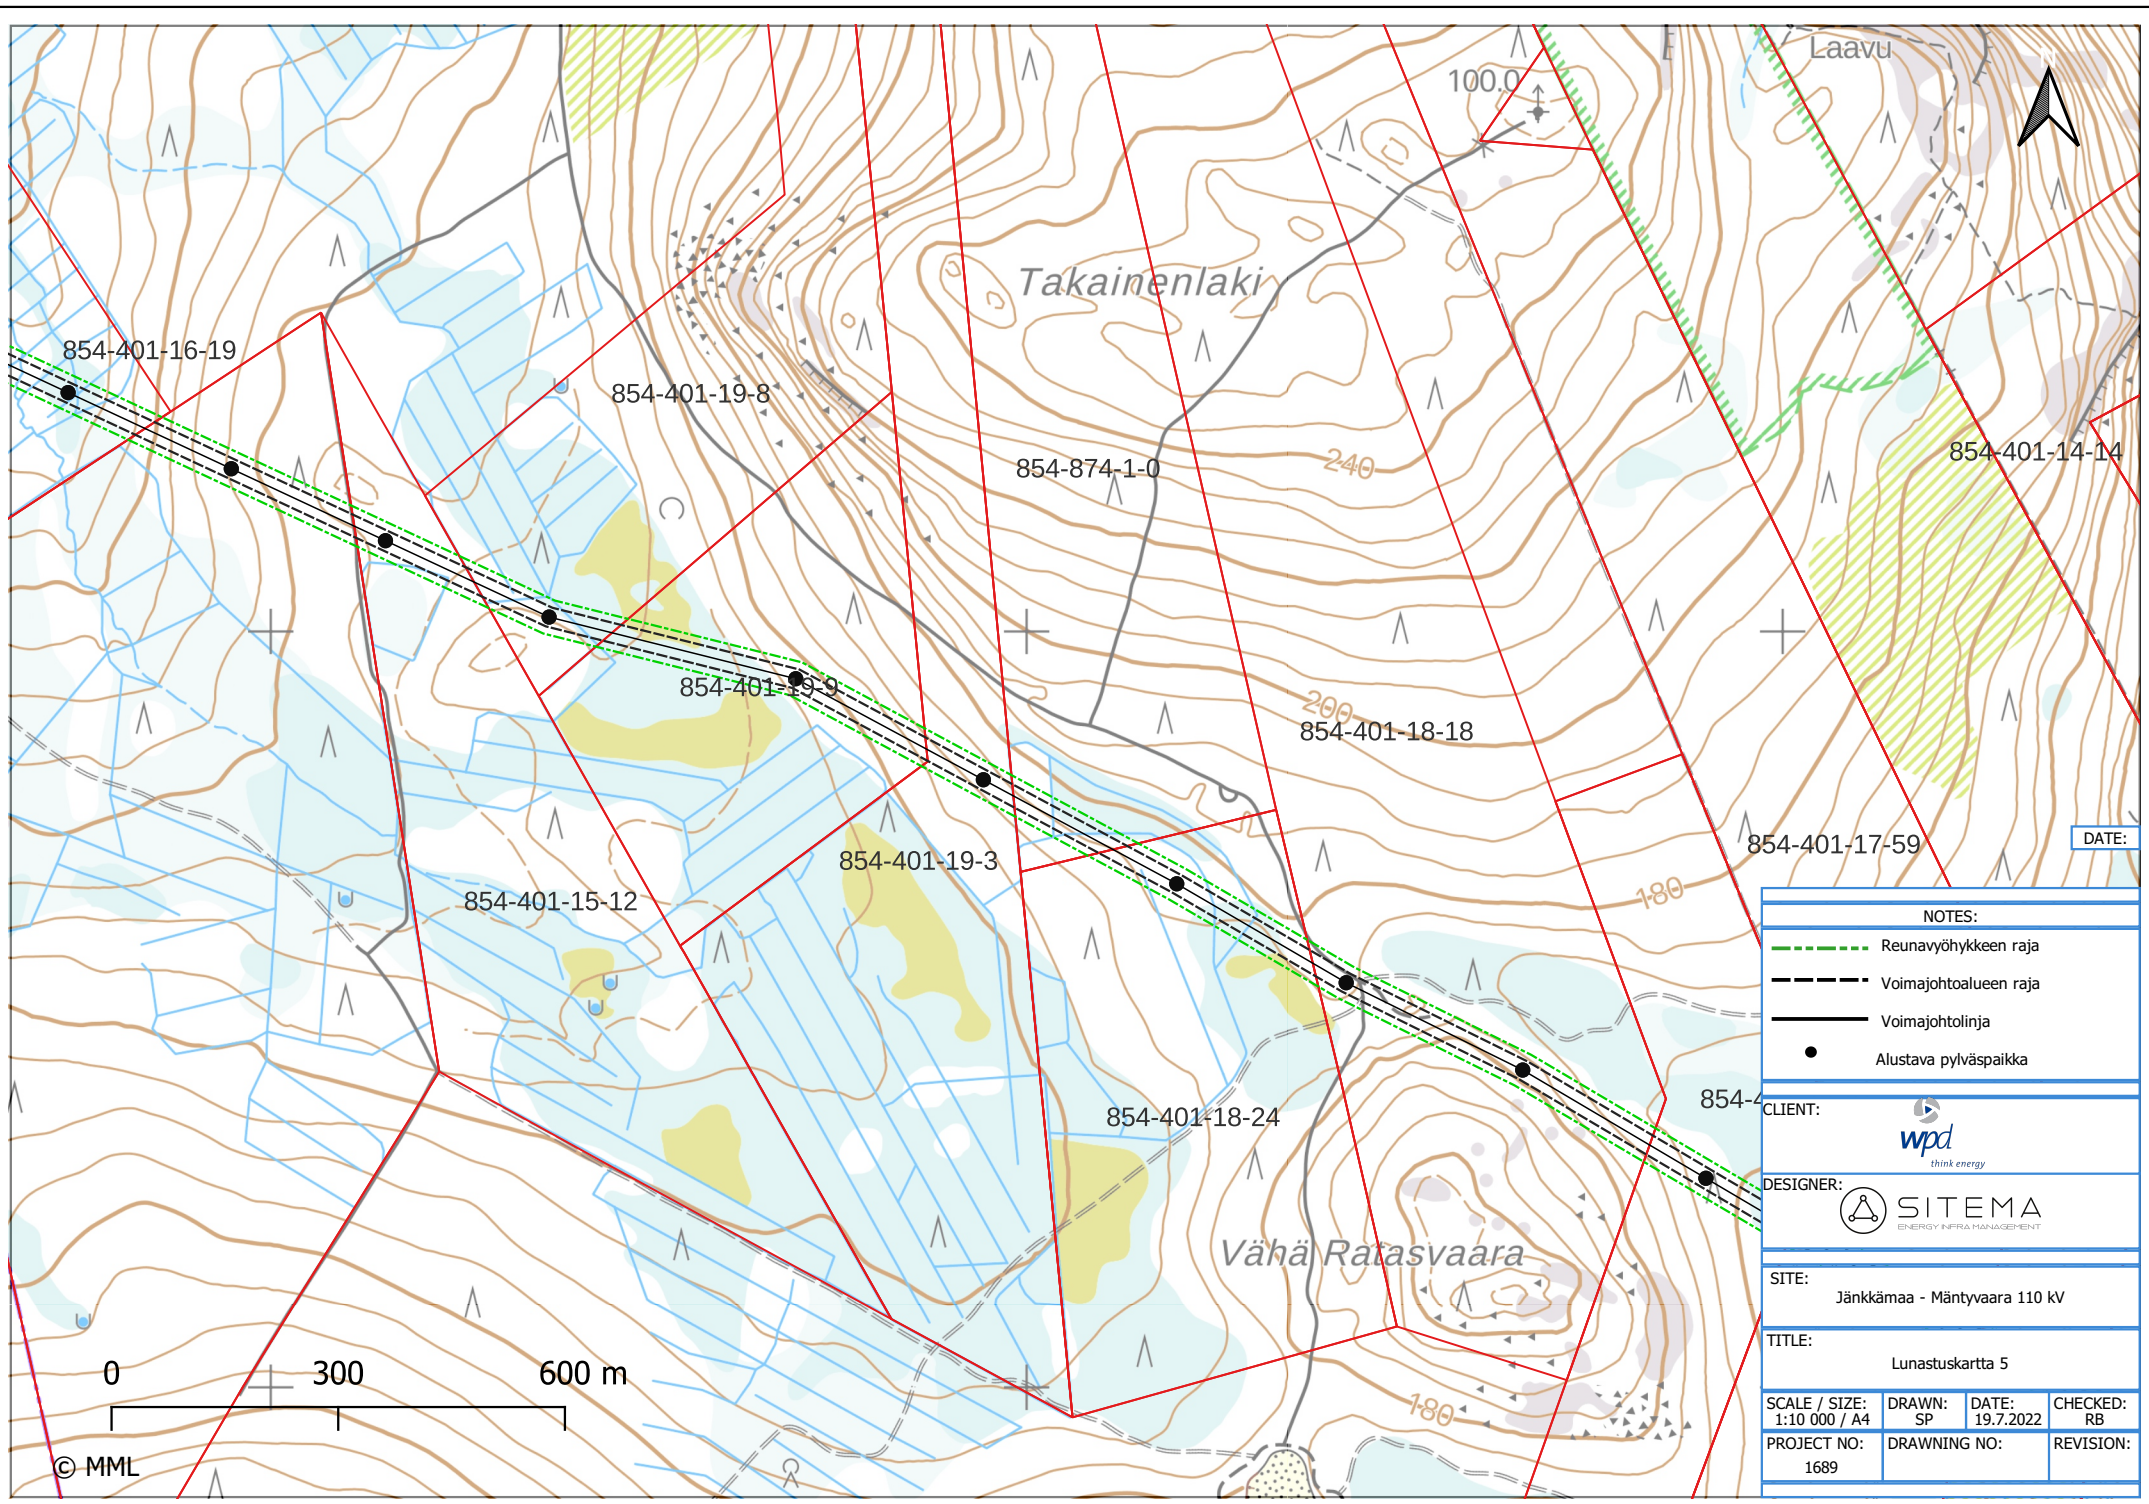 Laavu
N
100.0
Takainenlaki
854-401-16-19
854-401-19-8
240
854-401-14-14
854-874-1-0
854-401-19-9
200
854-401-18-18
DATE:
854-401-17-59
854-401-19-3
180
854-401-15-12
NOTES:
Reunavyöhykkeen raja
Voimajohtoalueen raja
Voimajohtolinja
Alustava pylväspaikka
854-4
CLIENT:
wpd
think energy
854-401-18-24
DESIGNER:
SITEMA
ENERGY INFRA MANAGEMENT
Vähä Ratasvaara
SITE:
Jänkkämaa - Mäntyvaara 110 kV
TITLE:
Lunastuskartta 5
0 300 600 m
180
SCALE / SIZE: DRAWN: DATE: CHECKED:
1:10 000 / A4 SP 19.7.2022 RB
PROJECT NO: DRAWING NO: REVISION:
1689
© MML